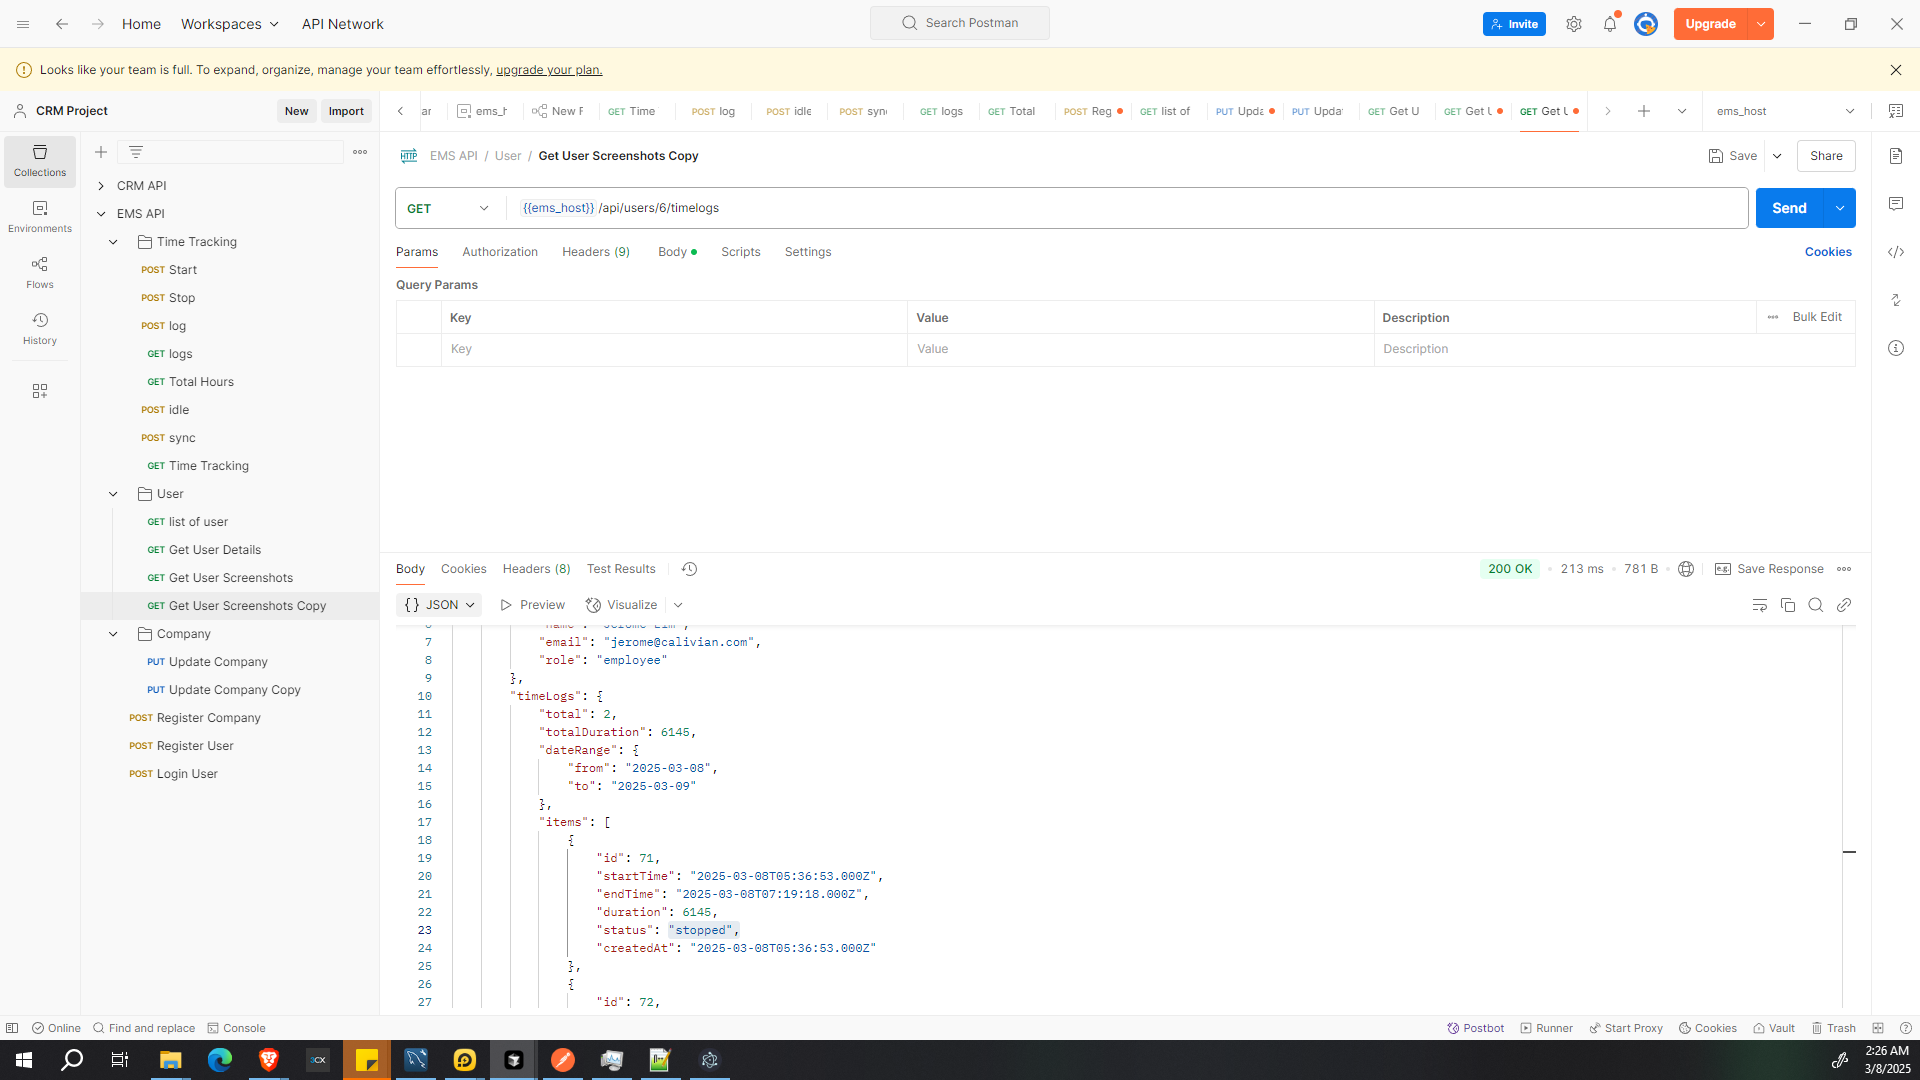 Home
Workspaces
API Network
Search Postman
Invite
Upgrade
Looks like your team is full. To expand, organize, manage your team effortlessly, upgrade your plan.
CRM Project
New
Import
ar
ems_h
New F
GET Time
POST log
POST idle
POST sync
GET logs
GET Total
POST Reg
GET list of
PUT Upda
PUT Upda
GET Get U
GET Get U
GET Get U
ems_host
Collections
Environments
Flows
History
CRM API
EMS API
Time Tracking
POST Start
POST Stop
POST log
GET logs
GET Total Hours
POST idle
POST sync
GET Time Tracking
User
GET list of user
GET Get User Details
GET Get User Screenshots
GET Get User Screenshots Copy
Company
PUT Update Company
PUT Update Company Copy
POST Register Company
POST Register User
POST Login User
HTTP EMS API / User / Get User Screenshots Copy
Save
Share
GET
{{ems_host}} /api/users/6/timelogs
Send
Params
Authorization
Headers (9)
Body
Scripts
Settings
Cookies
Query Params
Key
Value
Description
Bulk Edit
Key
Value
Description
Body
Cookies
Headers (8)
Test Results
200 OK
213 ms
781 B
e.g. Save Response
{} JSON
Preview
Visualize
7 "email": "jerome@calivian.com",
8 "role": "employee"
9 },
10 "timeLogs": {
11 "total": 2,
12 "totalDuration": 6145,
13 "dateRange": {
14 "from": "2025-03-08",
15 "to": "2025-03-09"
16 },
17 "items": [
18 {
19 "id": 71,
20 "startTime": "2025-03-08T05:36:53.000Z",
21 "endTime": "2025-03-08T07:19:18.000Z",
22 "duration": 6145,
23 "status": "stopped",
24 "createdAt": "2025-03-08T05:36:53.000Z"
25 },
26 {
27 "id": 72,
Online
Find and replace
Console
Postbot
Runner
Start Proxy
Cookies
Vault
Trash
2:26 AM
3/8/2025